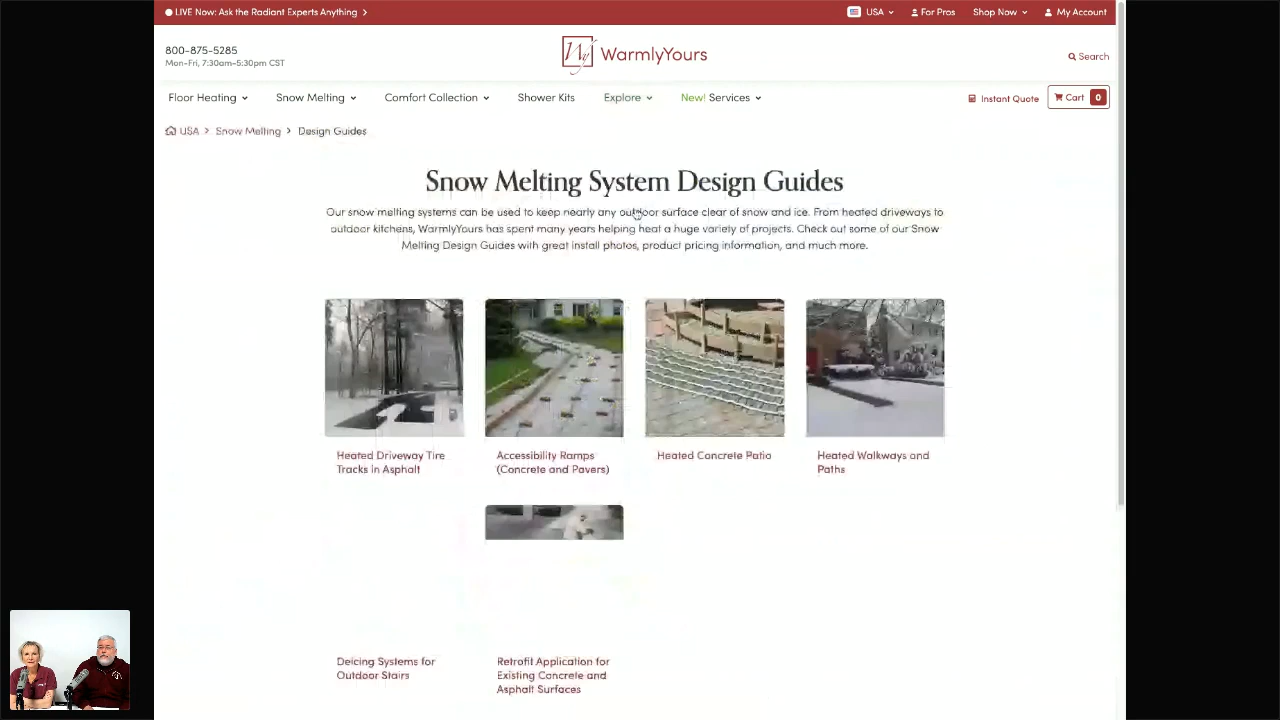 LIVE Now: Ask the Radiant Experts Anything
USA
For Pros
Shop Now
My Account
800-875-5285
Mon-Fri, 7:30am-5:30pm CST
Wy WarmlyYours
Search
Floor Heating
Snow Melting
Comfort Collection
Shower Kits
Explore
New! Services
Instant Quote
Cart 0
USA > Snow Melting > Design Guides
Snow Melting System Design Guides
Our snow melting systems can be used to keep nearly any outdoor surface clear of snow and ice. From heated driveways to
outdoor kitchens, WarmlyYours has spent many years helping heat a huge variety of projects. Check out some of our Snow
Melting Design Guides with great install photos, product pricing information, and much more.
Heated Driveway Tire
Tracks in Asphalt
Accessibility Ramps
(Concrete and Pavers)
Heated Concrete Patio
Heated Walkways and
Paths
Deicing Systems for
Outdoor Stairs
Retrofit Application for
Existing Concrete and
Asphalt Surfaces